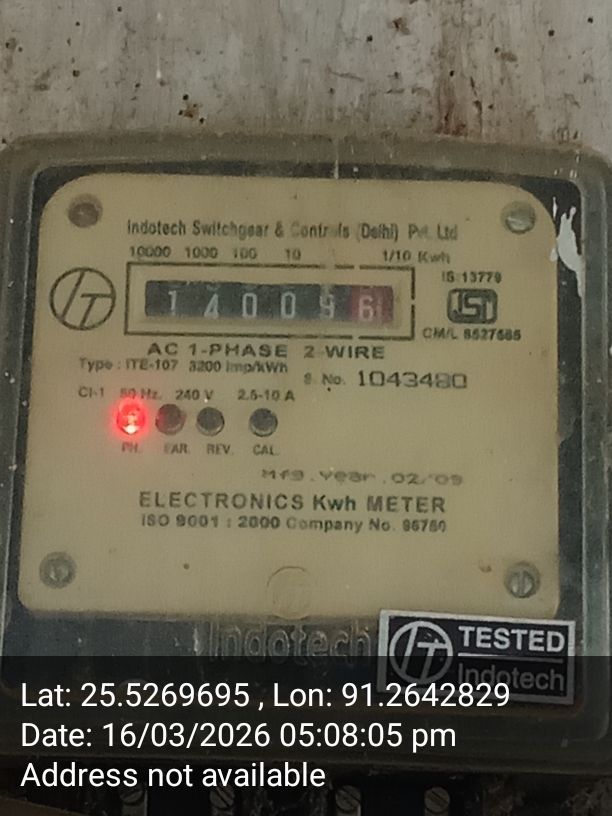 Indotech Switchgear & Controls (Delhi) Pvt. Ltd
10000 1000 100 10 1/10 Kwh
IS 13779
1 4 0 0 9 6
ISI
CM/L 8527585
AC 1-PHASE 2 WIRE
Type : ITE-107 3200 Imp/kWh
S. No. 1043480
Cl-1 50 Hz. 240 V 2.5-10 A
PH. EAR. REV. CAL.
Mfg.Year.02/09
ELECTRONICS Kwh METER
ISO 9001 : 2000 Company No.
Indotech
TESTED
Indotech
Lat: 25.5269695 , Lon: 91.2642829
Date: 16/03/2026 05:08:05 pm
Address not available